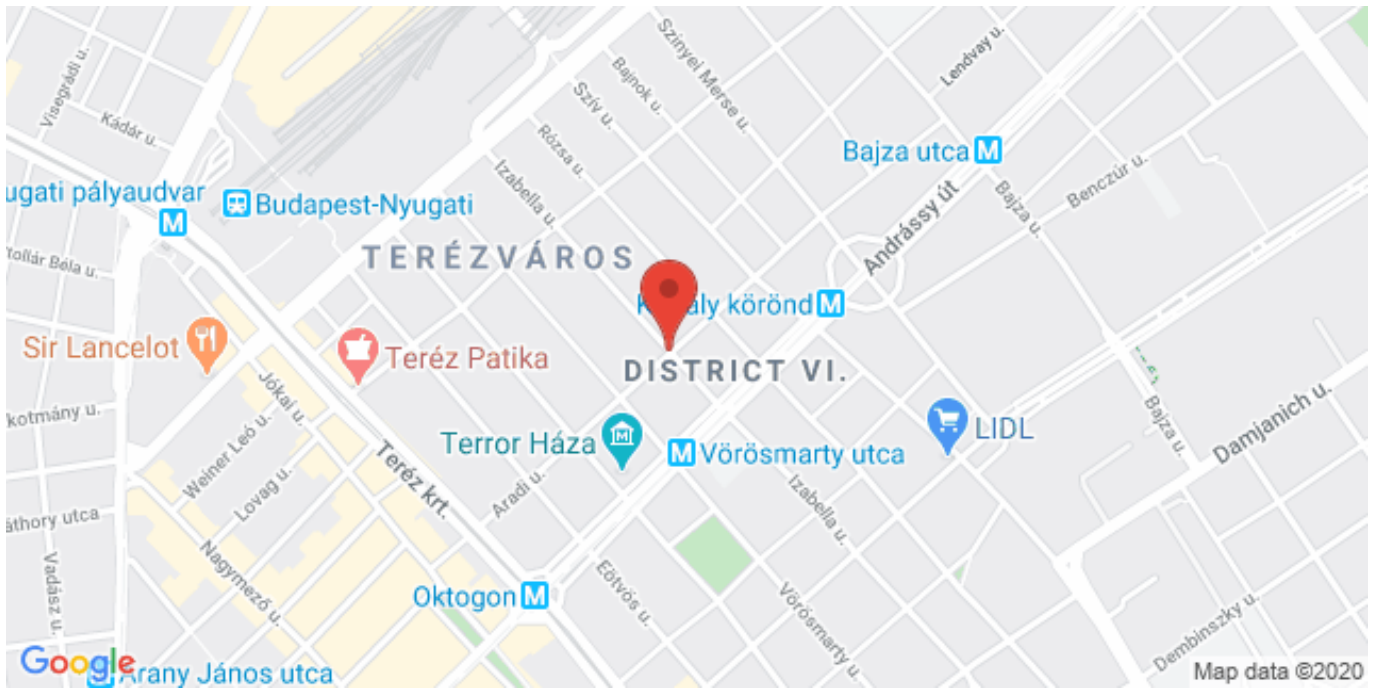 Visegrádi u.
Kádár u.
Szinyei Merse u.
Bajnok u.
Szív u.
Rózsa u.
Izabella u.
Lendvay u.
Bajza utca M
Benczúr u.
Bajza u.
Andrássy út
ugati pályaudvar
M
Budapest-Nyugati
tollár Béla u.
TERÉZVÁROS
K ály körönd M
Sir Lancelot
Teréz Patika
DISTRICT VI.
Jókai u.
kotmány u.
Weiner Leó u.
Lovag u.
Teréz krt.
Terror Háza
M Vörösmarty utca
LIDL
Bajza u.
Damjanich u.
Aradi u.
Izabella u.
áthory utca
Vadász u.
Nagymező u.
Oktogon M
Eötvös u.
Vörösmarty u.
Dembinszky u.
Google
Arany János utca
Map data ©2020